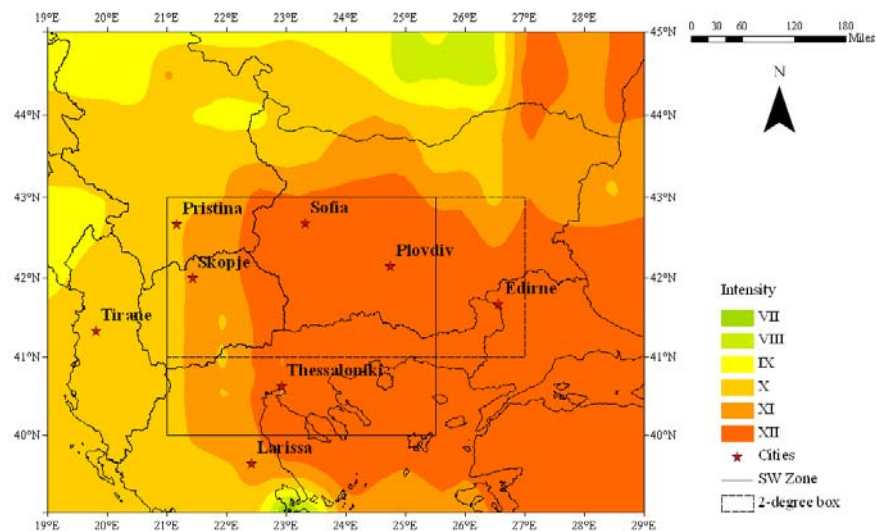 19°E 20°E 21°E 22°E 23°E 24°E 25°E 26°E 27°E 28°E
45°N
44°N
44°N
43°N
43°N
42°N
42°N
41°N
41°N
40°N
40°N
19°E 20°E 21°E 22°E 23°E 24°E 25°E 26°E 27°E 28°E 29°E
Pristina
Sofia
Skopje
Plovdiv
Tirane
Edirne
Thessaloniki
Larissa
0 30 60 120 180
Miles
N
Intensity
VII
VIII
IX
X
XI
XII
Cities
SW Zone
2-degree box